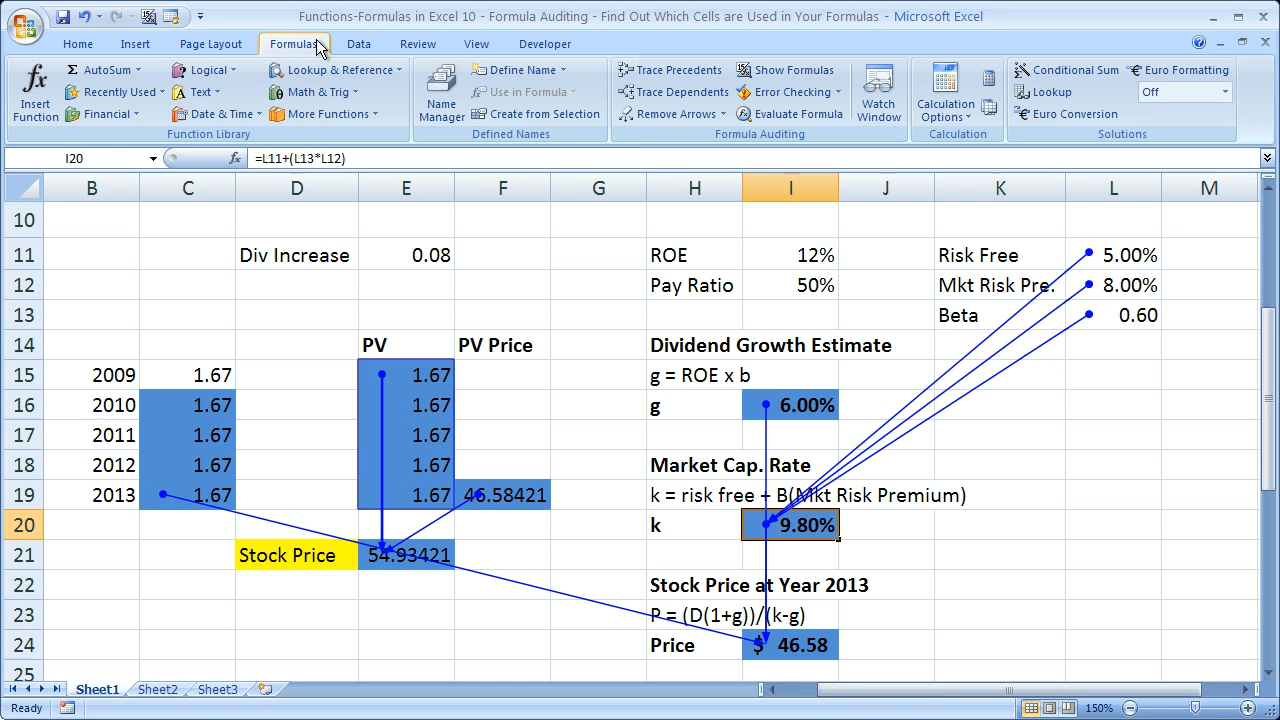 Functions-Formulas in Excel 10 - Formula Auditing - Find Out Which Cells are Used in Your Formulas - Microsoft Excel
Home Insert Page Layout Formulas Data Review View Developer
fx Insert Function
Σ AutoSum
Recently Used
Financial
Logical
Text
Date & Time
Lookup & Reference
Math & Trig
More Functions
Function Library
Name Manager
Define Name
Use in Formula
Create from Selection
Defined Names
Trace Precedents
Trace Dependents
Remove Arrows
Show Formulas
Error Checking
Evaluate Formula
Watch Window
Formula Auditing
Calculation Options
Calculation
Conditional Sum
Lookup
Euro Conversion
Euro Formatting
Off
Solutions
I20 fx =L11+(L13*L12)
B C D E F G H I J K L M
10
11 Div Increase 0.08 ROE 12% Risk Free 5.00%
12 Pay Ratio 50% Mkt Risk Pre. 8.00%
13 Beta 0.60
14 PV PV Price Dividend Growth Estimate
15 2009 1.67 1.67 g = ROE x b
16 2010 1.67 1.67 g 6.00%
17 2011 1.67 1.67
18 2012 1.67 1.67 Market Cap. Rate
19 2013 1.67 1.67 46.58421 k = risk free + B(Mkt Risk Premium)
20 k 9.80%
21 Stock Price 54.93421
22 Stock Price at Year 2013
23 P = (D(1+g))/(k-g)
24 Price $ 46.58
25
Sheet1 Sheet2 Sheet3
Ready 150%